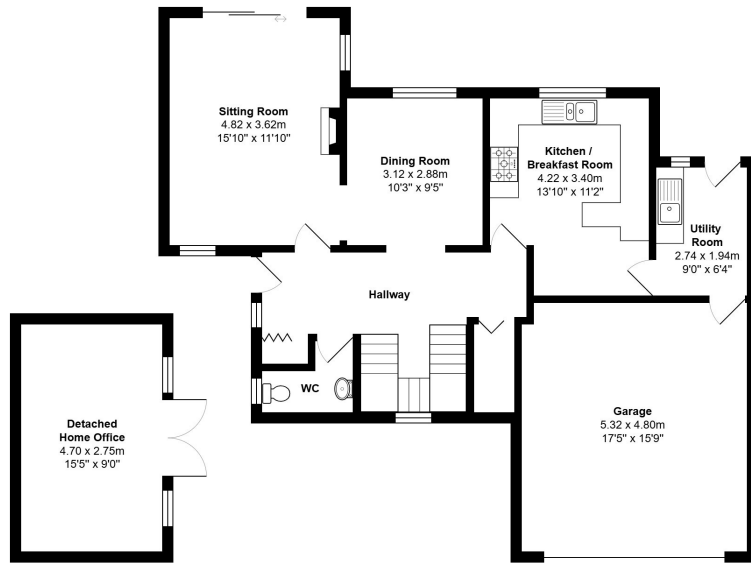 Sitting Room
4.82 x 3.62m
15'10" x 11'10"
Dining Room
3.12 x 2.88m
10'3" x 9'5"
Kitchen /
Breakfast Room
4.22 x 3.40m
13'10" x 11'2"
Utility
Room
2.74 x 1.94m
9'0" x 6'4"
Hallway
WC
Detached
Home Office
4.70 x 2.75m
15'5" x 9'0"
Garage
5.32 x 4.80m
17'5" x 15'9"